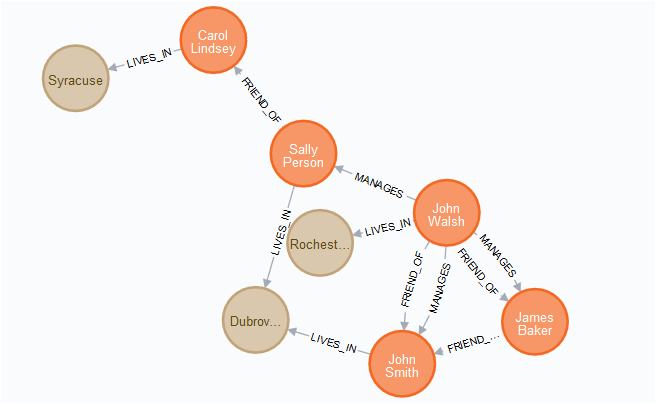 Carol
Lindsey
LIVES_IN
Syracuse
FRIEND_OF
Sally
Person
MANAGES
John
Walsh
LIVES_IN
LIVES_IN
Rochest...
MANAGES
FRIEND_OF
FRIEND_OF
MANAGES
Dubrov...
James
Baker
LIVES_IN
FRIEND_...
John
Smith